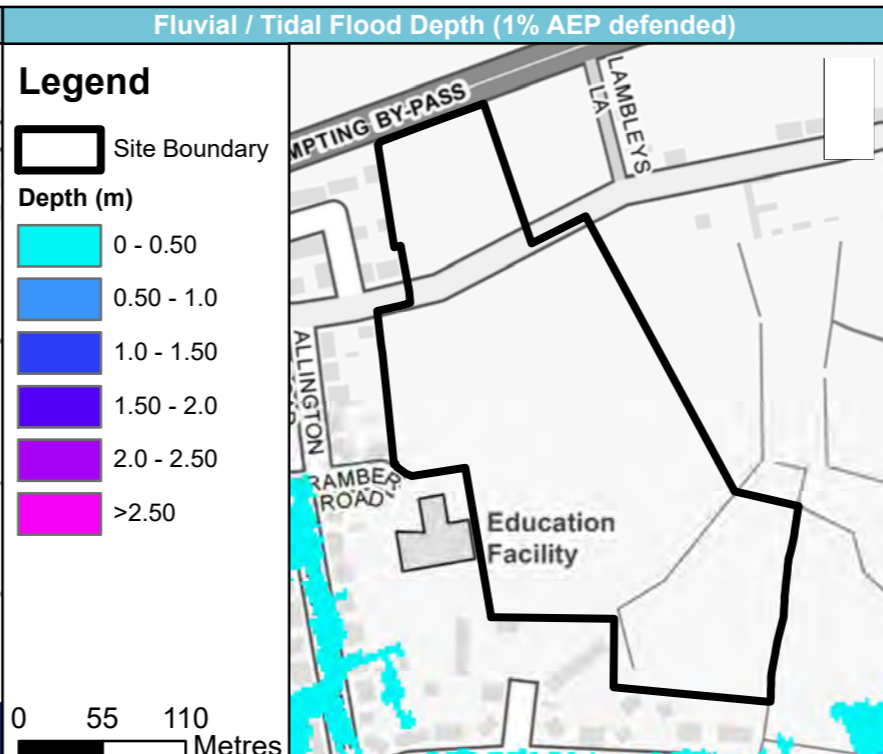 Fluvial / Tidal Flood Depth (1% AEP defended)
Legend
Site Boundary
Depth (m)
0 - 0.50
0.50 - 1.0
1.0 - 1.50
1.50 - 2.0
2.0 - 2.50
>2.50
0 55 110
Metres
MPTING BY-PASS
LAMBLEYS
LA
ALLINGTON
RAMBER
ROAD
Education
Facility